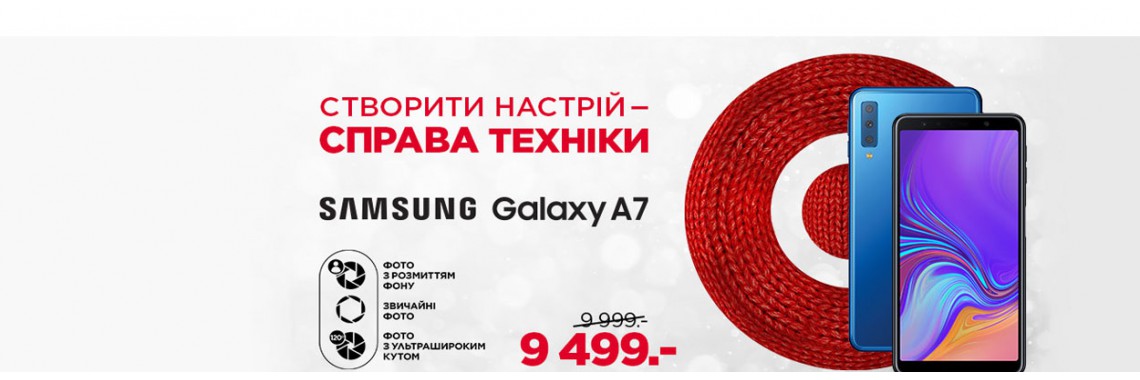 СТВОРИТИ НАСТРІЙ –
СПРАВА ТЕХНІКИ
SAMSUNG Galaxy A7
ФОТО
З РОЗМИТТЯМ
ФОНУ
ЗВИЧАЙНІ
ФОТО
120°
ФОТО
З УЛЬТРАШИРОКИМ
КУТОМ
9 999.-
9 499.-